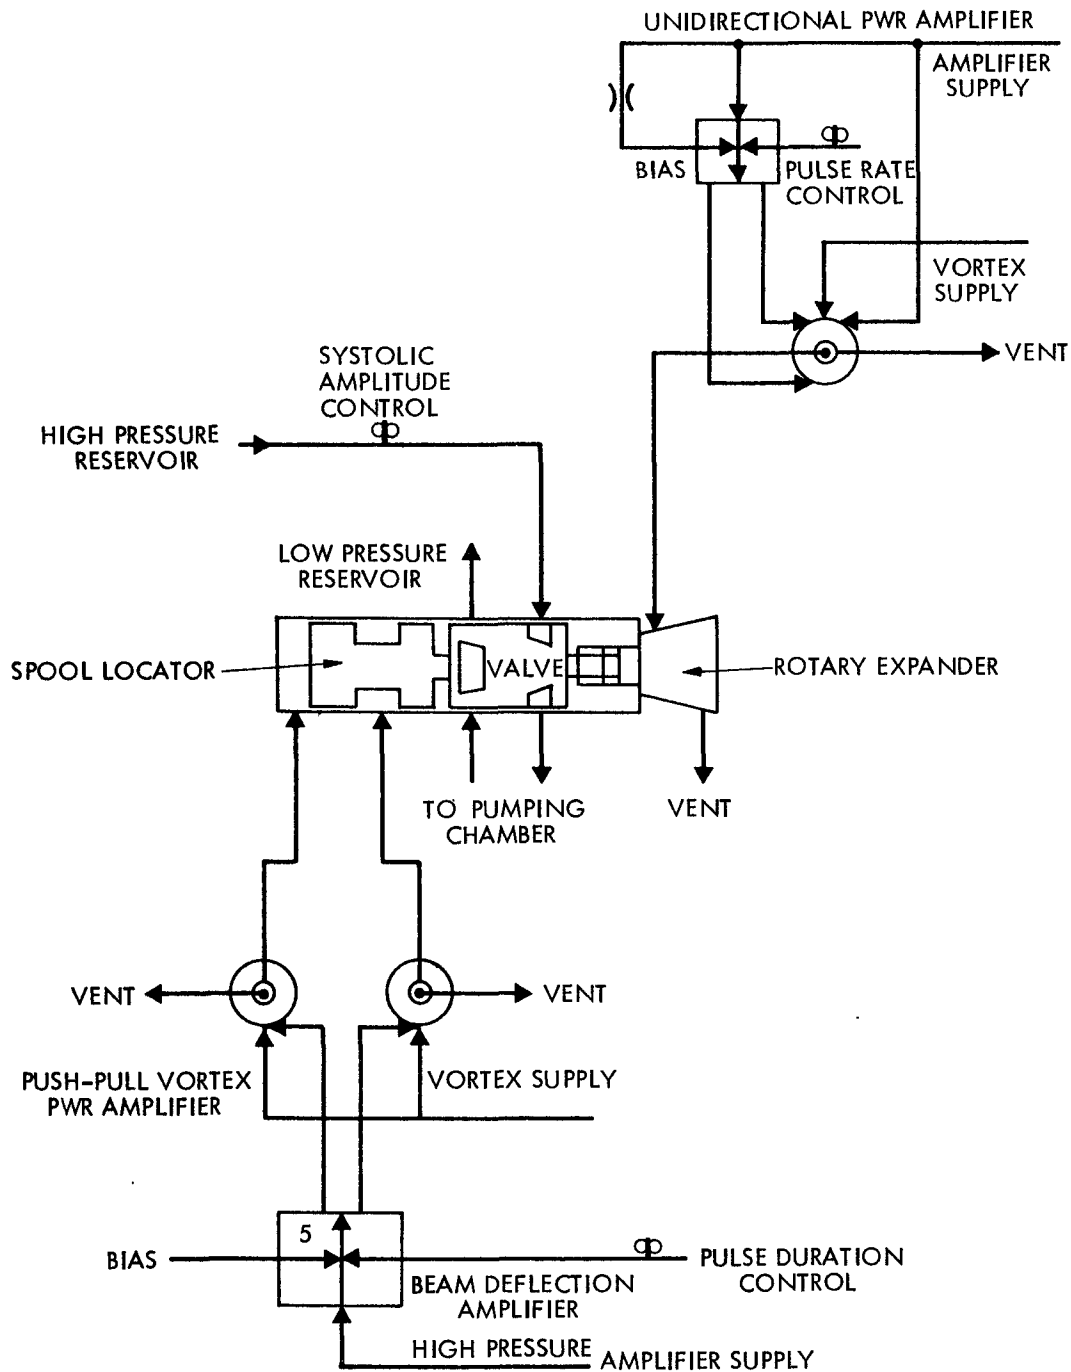 UNIDIRECTIONAL PWR AMPLIFIER
AMPLIFIER
SUPPLY
BIAS
PULSE RATE
CONTROL
VORTEX
SUPPLY
VENT
SYSTOLIC
AMPLITUDE
CONTROL
HIGH PRESSURE
RESERVOIR
LOW PRESSURE
RESERVOIR
SPOOL LOCATOR
VALVE
ROTARY EXPANDER
TO PUMPING
CHAMBER
VENT
VENT
VENT
PUSH-PULL VORTEX
PWR AMPLIFIER
VORTEX SUPPLY
5
BIAS
BEAM DEFLECTION
AMPLIFIER
PULSE DURATION
CONTROL
HIGH PRESSURE AMPLIFIER SUPPLY